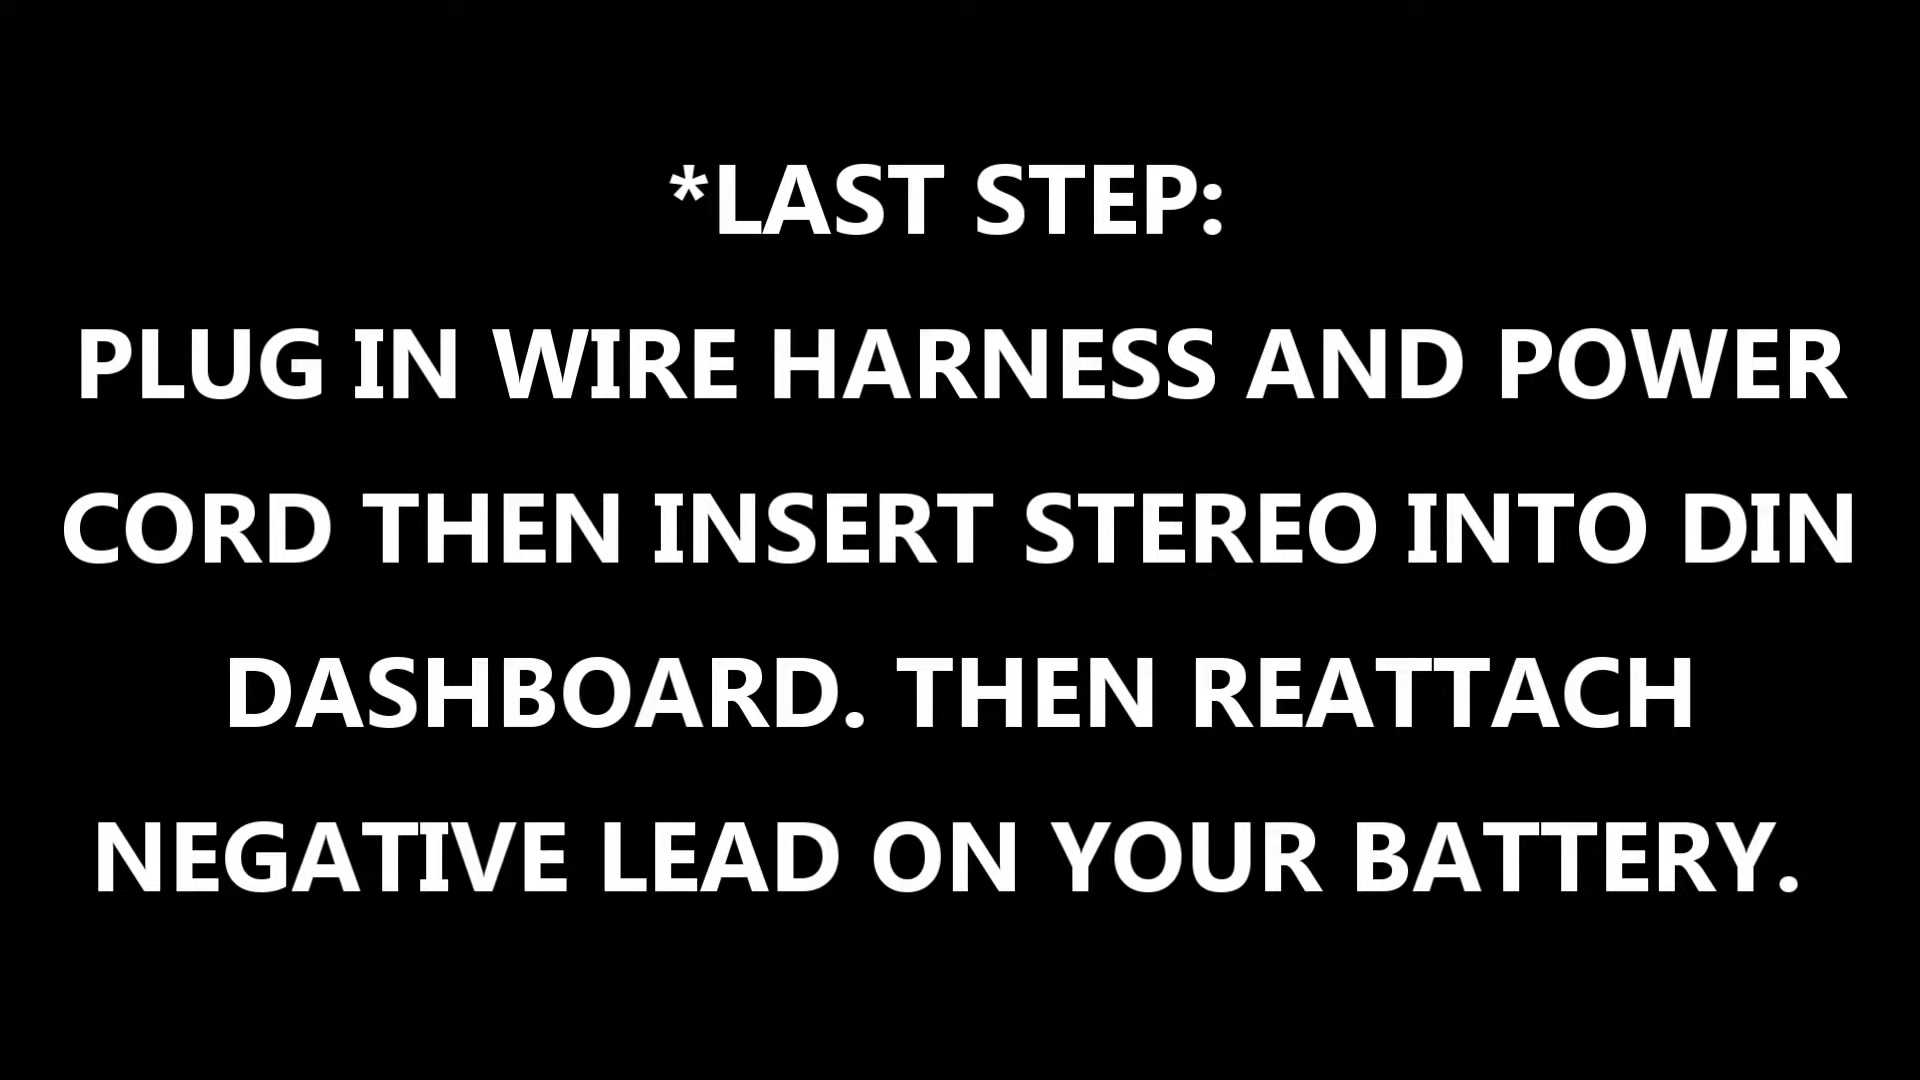 *LAST STEP:
PLUG IN WIRE HARNESS AND POWER
CORD THEN INSERT STEREO INTO DIN
DASHBOARD. THEN REATTACH
NEGATIVE LEAD ON YOUR BATTERY.